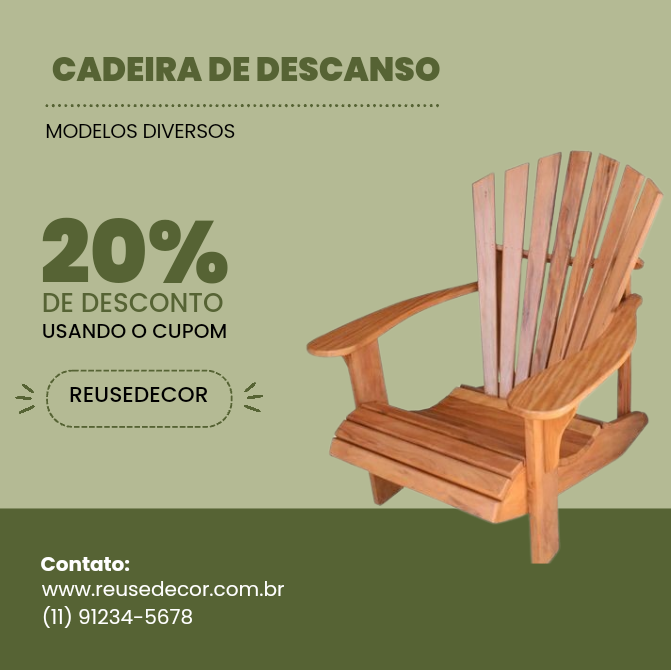 CADEIRA DE DESCANSO
MODELOS DIVERSOS
20%
DE DESCONTO
USANDO O CUPOM
REUSEDECOR
Contato:
www.reusedecor.com.br
(11) 91234-5678